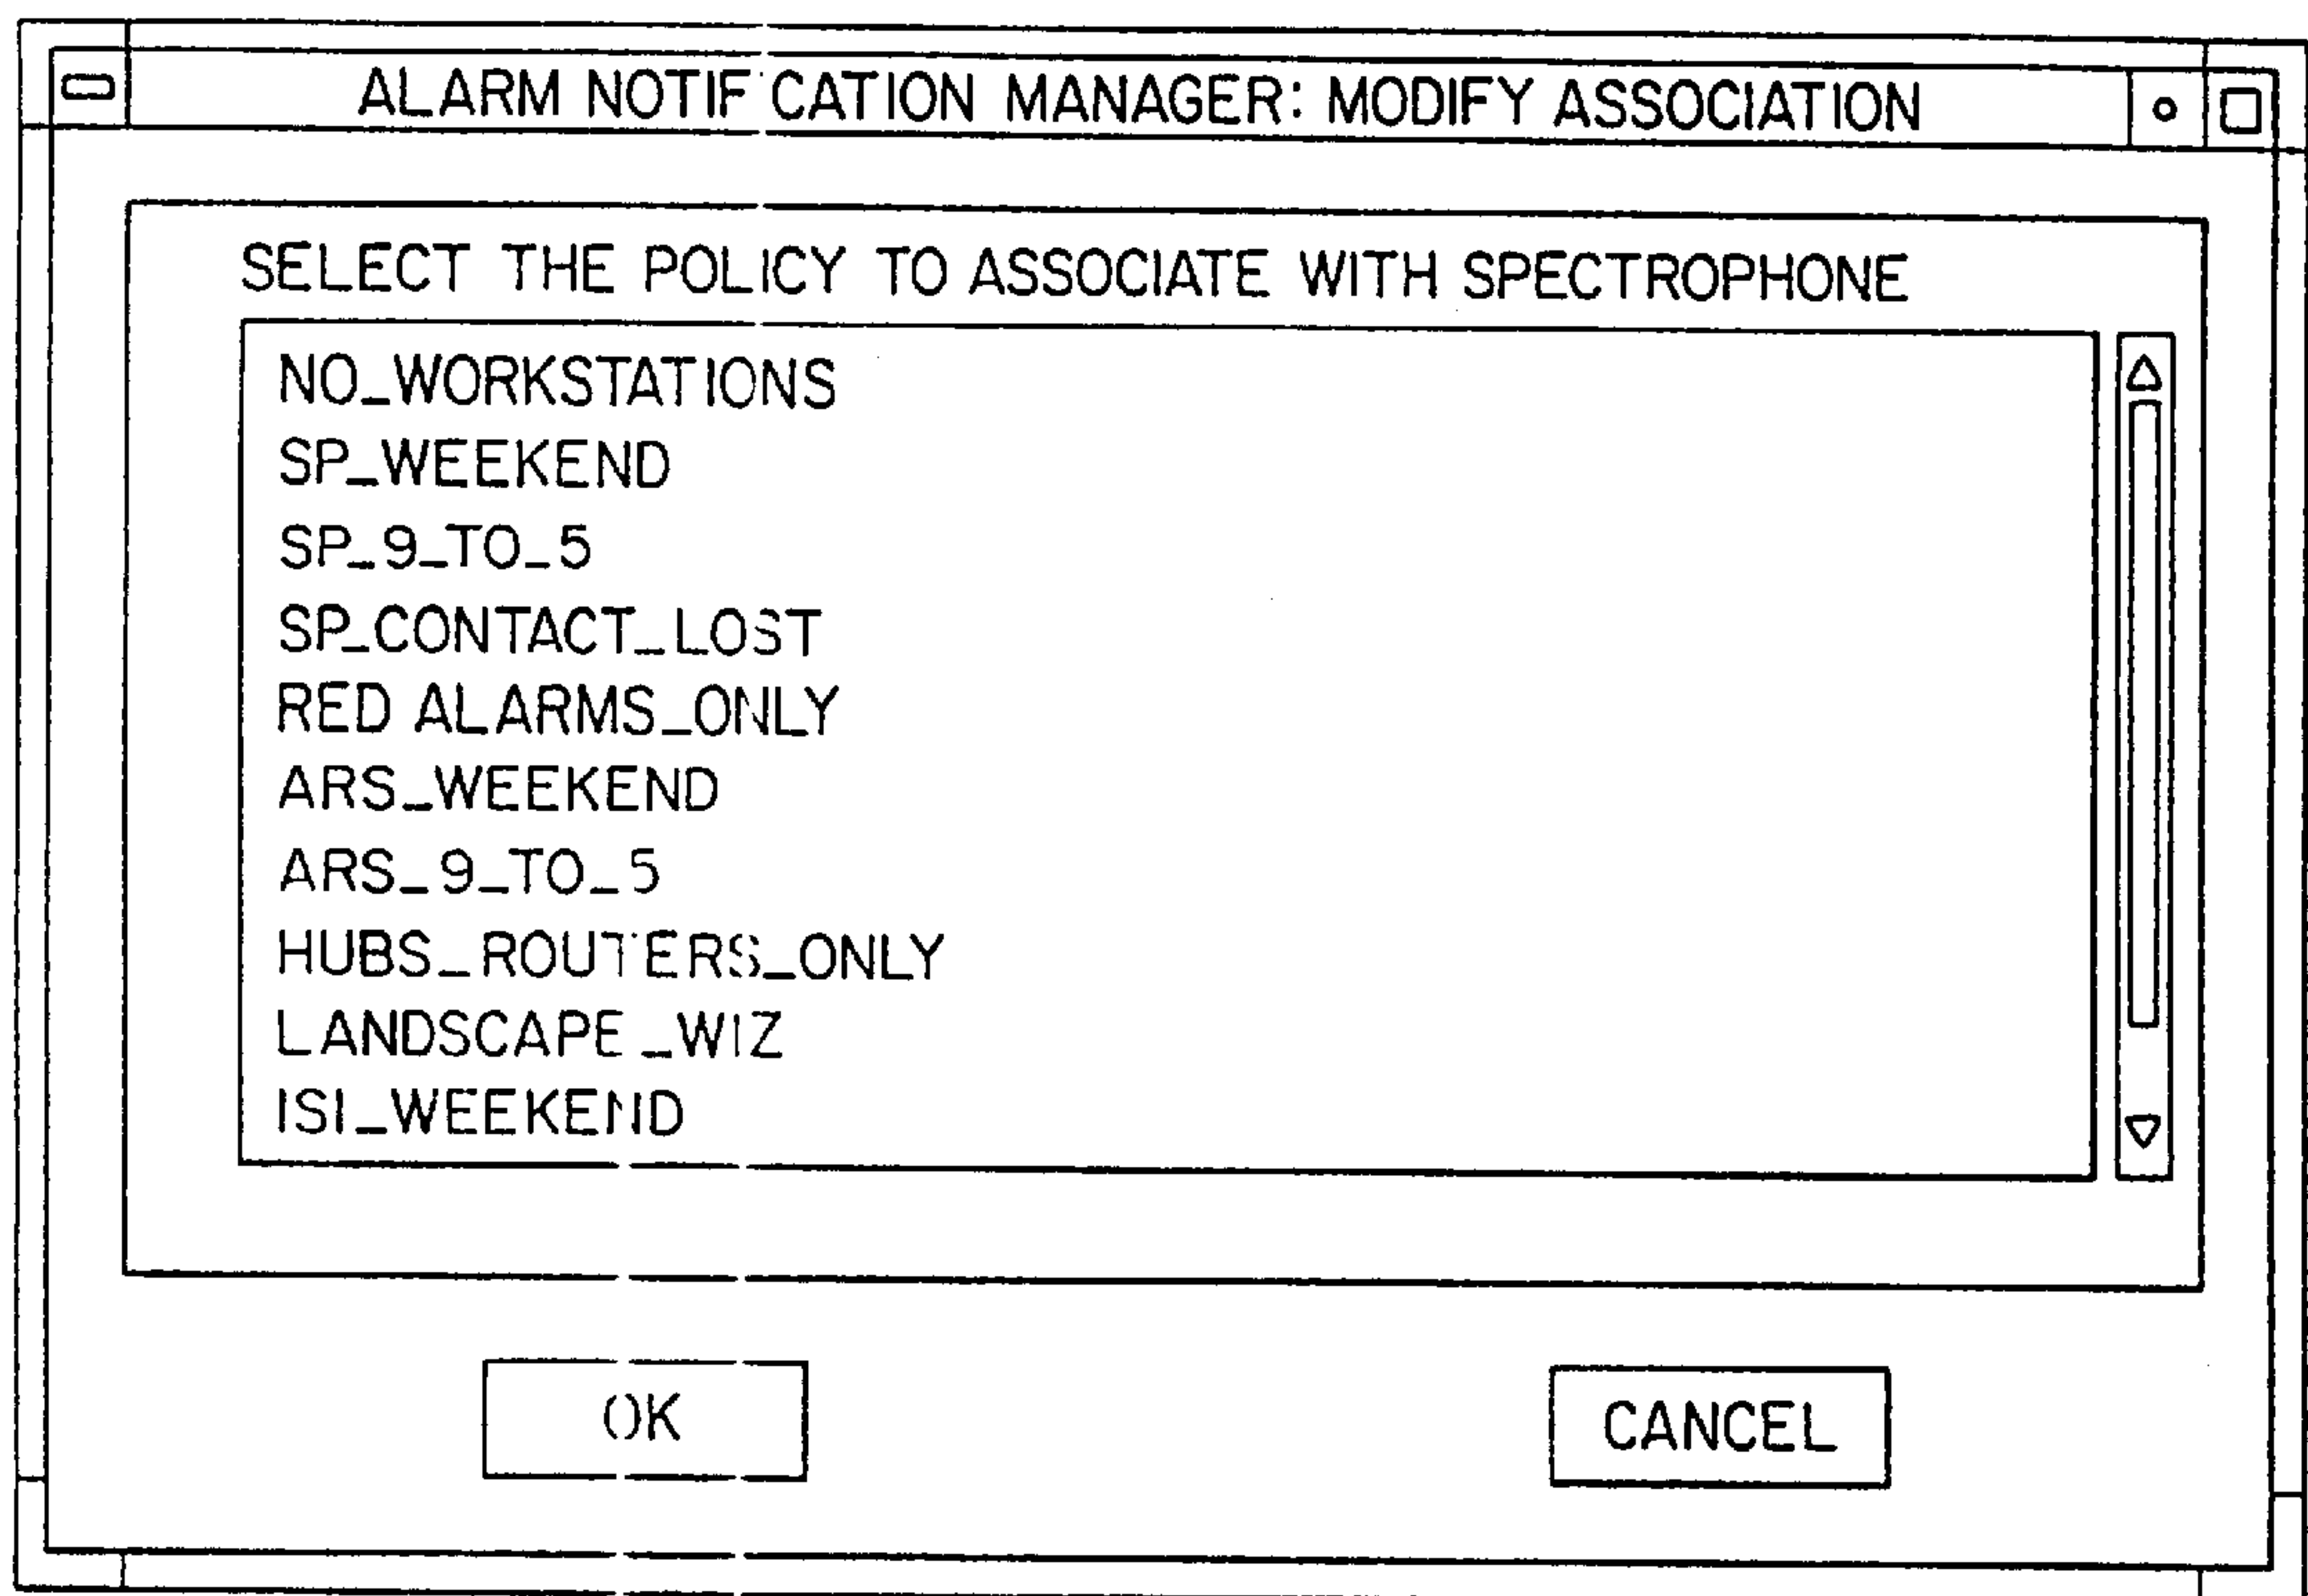 ALARM NOTIFICATION MANAGER: MODIFY ASSOCIATION
SELECT THE POLICY TO ASSOCIATE WITH SPECTROPHONE
NO_WORKSTATIONS
SP_WEEKEND
SP_9_TO_5
SP_CONTACT_LOST
RED ALARMS_ONLY
ARS_WEEKEND
ARS_9_TO_5
HUBS_ROUTERS_ONLY
LANDSCAPE_WIZ
ISI_WEEKEND
OK
CANCEL